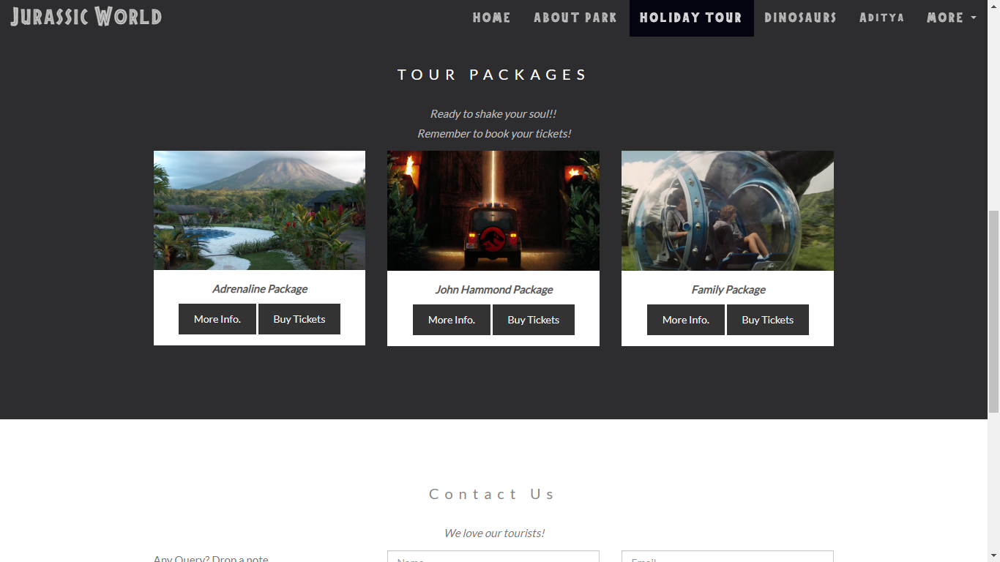 Jurassic World
HOME
ABOUT PARK
HOLIDAY TOUR
DINOSAURS
Aditya
MORE
TOUR PACKAGES
Ready to shake your soul!!
Remember to book your tickets!
Adrenaline Package
More Info. Buy Tickets
John Hammond Package
More Info. Buy Tickets
Family Package
More Info. Buy Tickets
Contact Us
We love our tourists!
Any Query? Drop a note
Name
Email